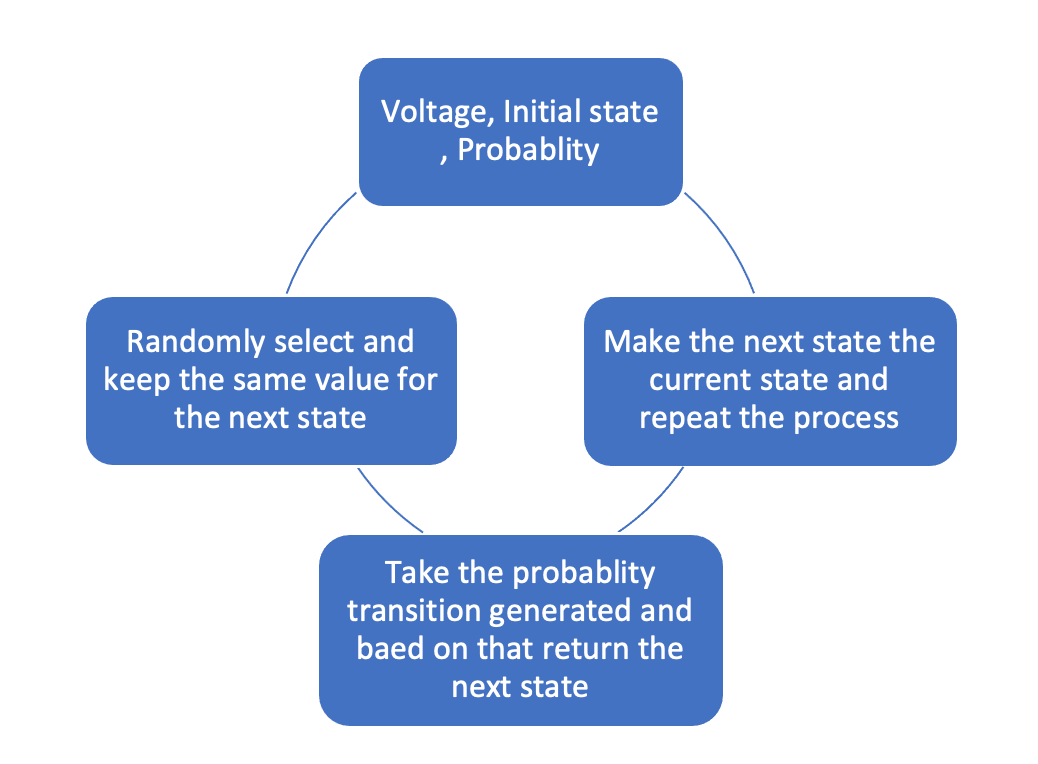 Voltage, Initial state
, Probablity
Randomly select and
keep the same value for
the next state
Make the next state the
current state and
repeat the process
Take the probablity
transition generated and
baed on that return the
next state